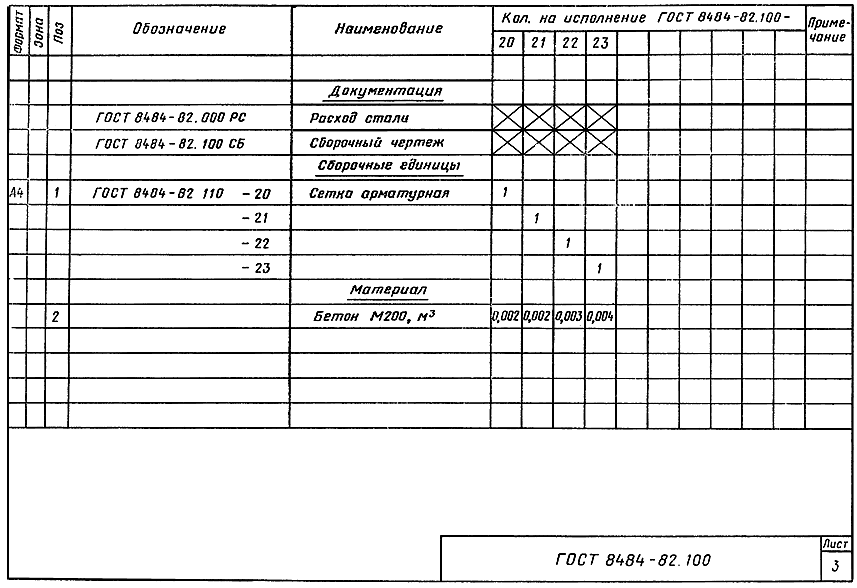 Формат Зона Поз Обозначение Наименование Кол. на исполнение ГОСТ 8484-82.100- Приме-чание
20 21 22 23
Документация
ГОСТ 8484-82.000 РС Расход стали
ГОСТ 8484-82.100 СБ Сборочный чертеж
Сборочные единицы
А4 1 ГОСТ 8484-82 110 -20 Сетка арматурная 1
-21 1
-22 1
-23 1
Материал
2 Бетон М200, м³ 0,002 0,002 0,003 0,004
ГОСТ 8484-82.100
Лист
3